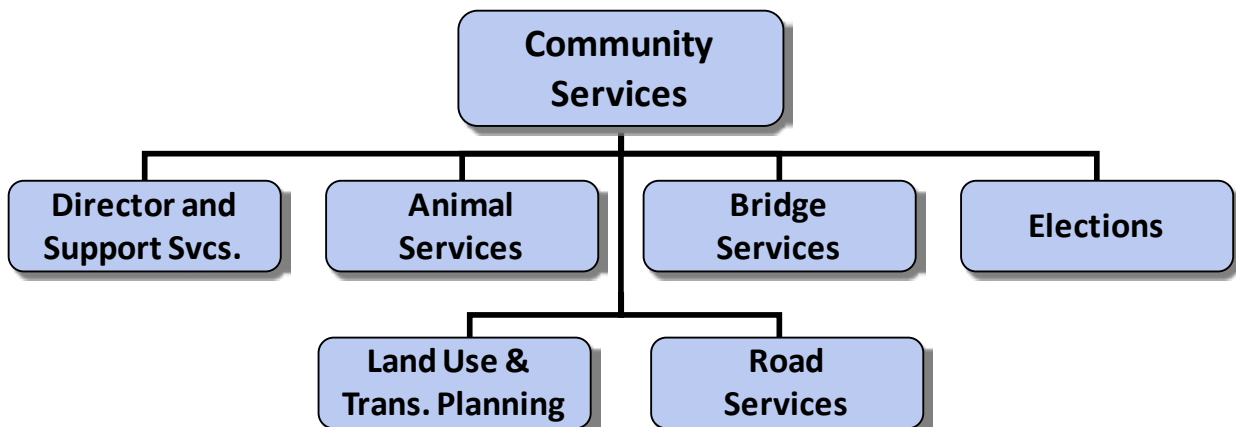 Community
Services
Director and
Support Svcs.
Animal
Services
Bridge
Services
Elections
Land Use &
Trans. Planning
Road
Services